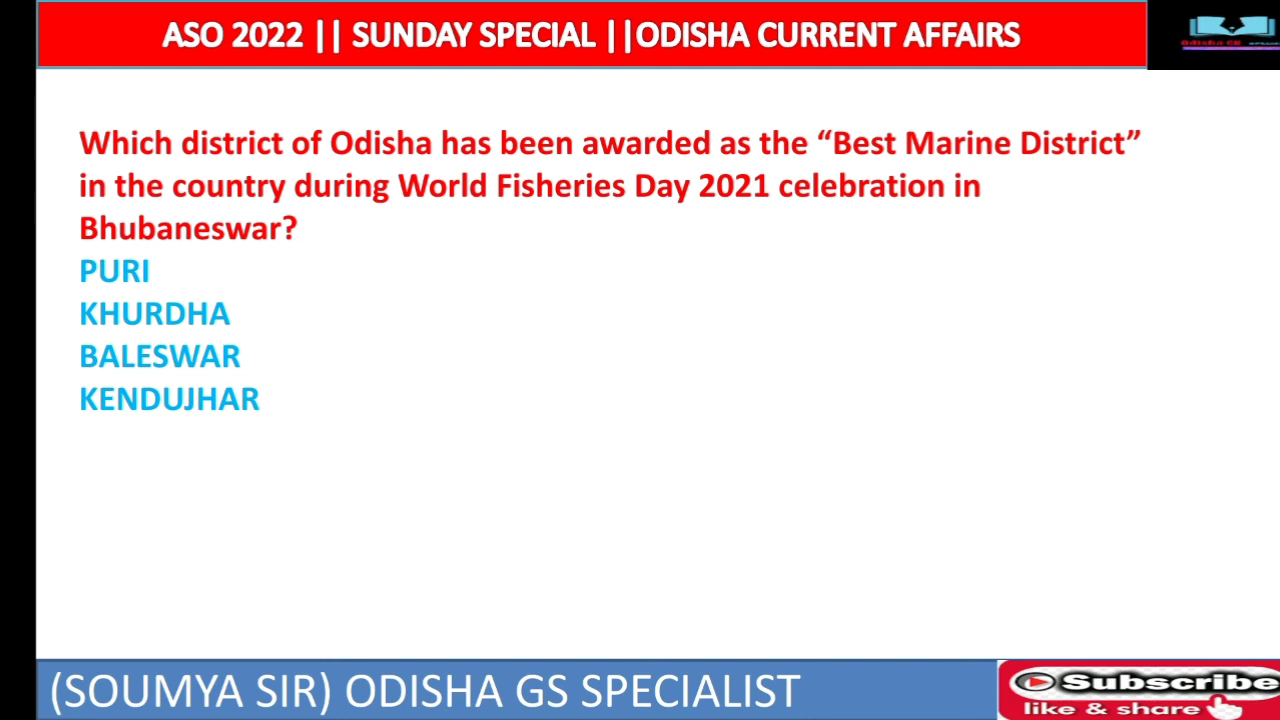 ASO 2022 || SUNDAY SPECIAL ||ODISHA CURRENT AFFAIRS
Which district of Odisha has been awarded as the “Best Marine District”
in the country during World Fisheries Day 2021 celebration in
Bhubaneswar?
PURI
KHURDHA
BALESWAR
KENDUJHAR
(SOUMYA SIR) ODISHA GS SPECIALIST
Subscribe
like & share